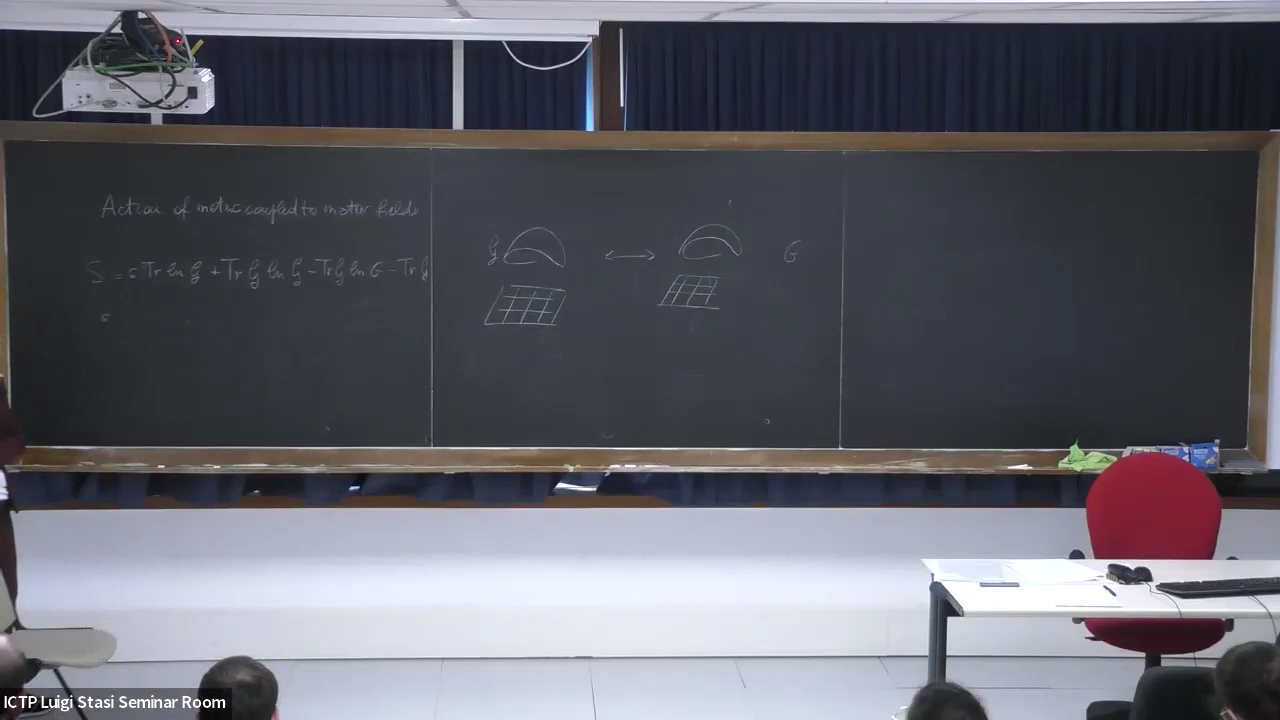 Action of metric coupled to matter fields
S = σ Tr ln G + Tr G ln G - Tr G ln G - Tr G
G ↔ G
ICTP Luigi Stasi Seminar Room